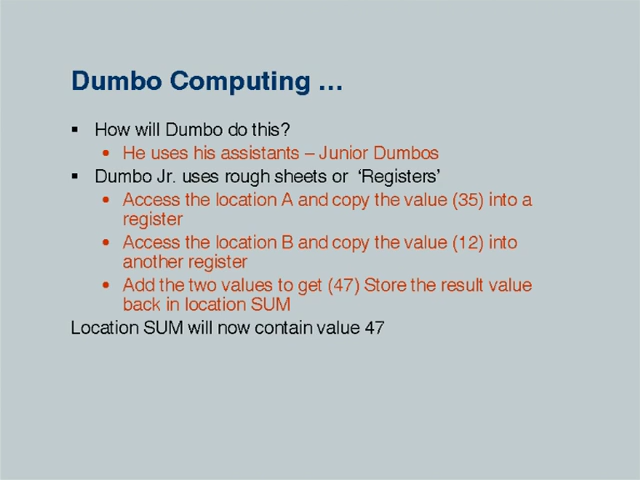 Dumbo Computing …
▪ How will Dumbo do this?
• He uses his assistants – Junior Dumbos
▪ Dumbo Jr. uses rough sheets or ‘Registers’
• Access the location A and copy the value (35) into a
register
• Access the location B and copy the value (12) into
another register
• Add the two values to get (47) Store the result value
back in location SUM
Location SUM will now contain value 47